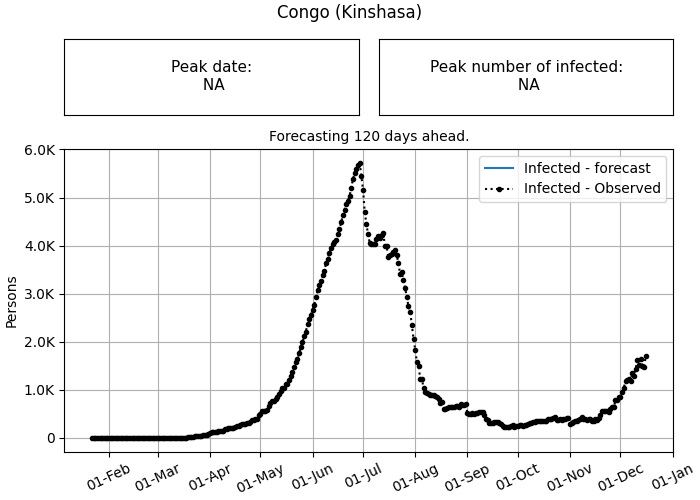 Congo (Kinshasa)
Peak date:
NA
Peak number of infected:
NA
Forecasting 120 days ahead.
6.0K
5.0K
4.0K
3.0K
2.0K
1.0K
0
Persons
Infected - forecast
Infected - Observed
01-Feb
01-Mar
01-Apr
01-May
01-Jun
01-Jul
01-Aug
01-Sep
01-Oct
01-Nov
01-Dec
01-Jan